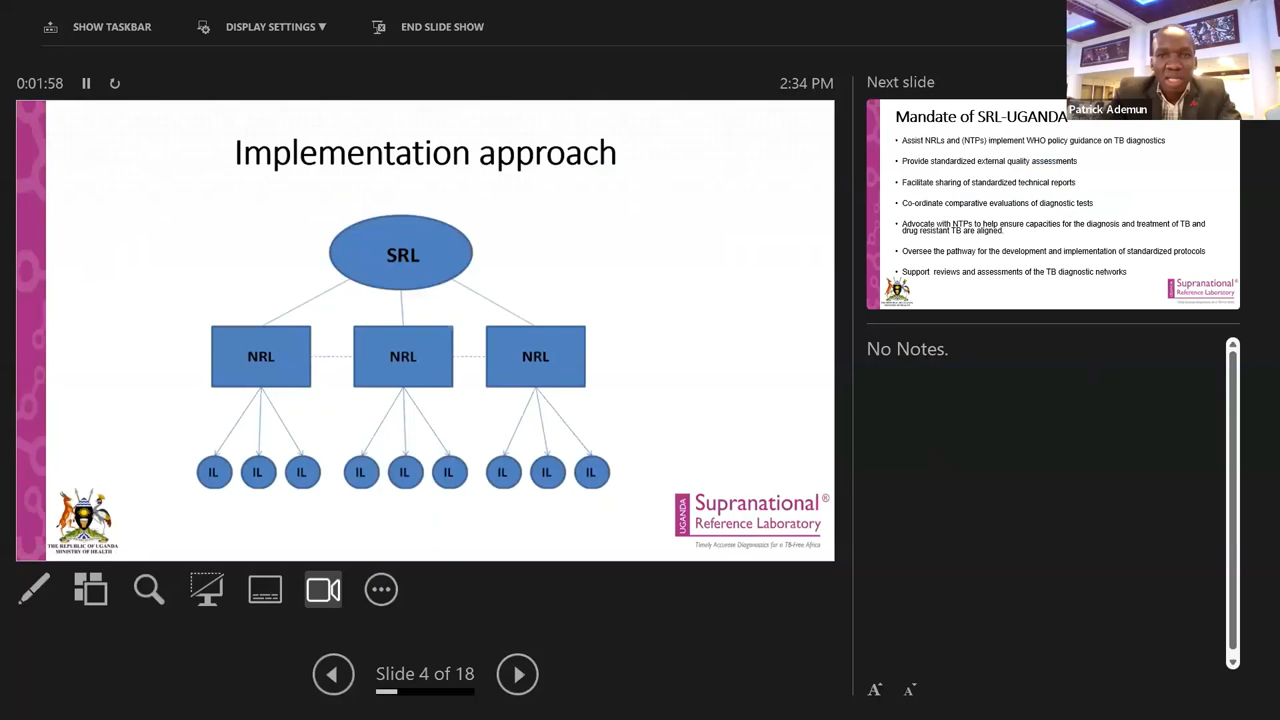 SHOW TASKBAR
DISPLAY SETTINGS ▼
END SLIDE SHOW
0:01:58
2:34 PM
Implementation approach
SRL
NRL
NRL
NRL
IL
IL
IL
IL
IL
IL
IL
IL
IL
THE REPUBLIC OF UGANDA
MINISTRY OF HEALTH
UGANDA
Supranational®
Reference Laboratory
Timely Accurate Diagnostics for a TB-Free Africa
Slide 4 of 18
Next slide
Patrick Ademun
Mandate of SRL-UGANDA
• Assist NRLs and (NTPs) implement WHO policy guidance on TB diagnostics
• Provide standardized external quality assessments
• Facilitate sharing of standardized technical reports
• Co-ordinate comparative evaluations of diagnostic tests
• Advocate with NTPs to help ensure capacities for the diagnosis and treatment of TB and
drug resistant TB are aligned.
• Oversee the pathway for the development and implementation of standardized protocols
• Support reviews and assessments of the TB diagnostic networks
Supranational
Reference Laboratory
No Notes.
A
A